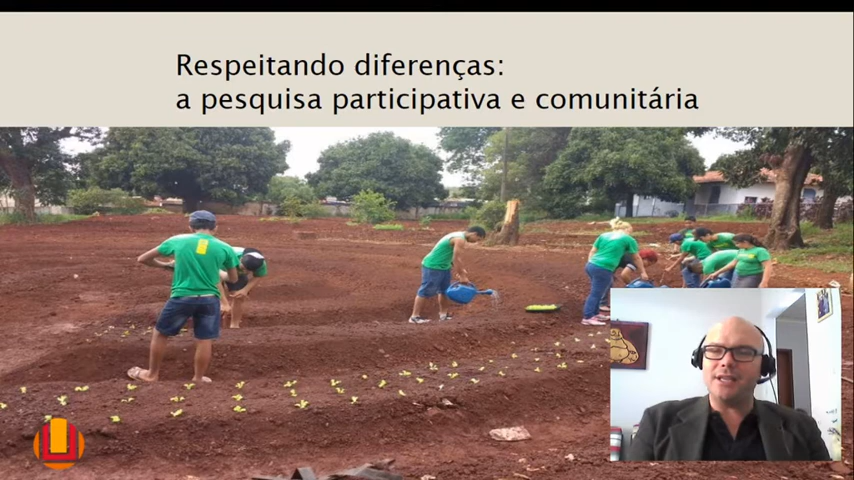 Respeitando diferenças:
a pesquisa participativa e comunitária